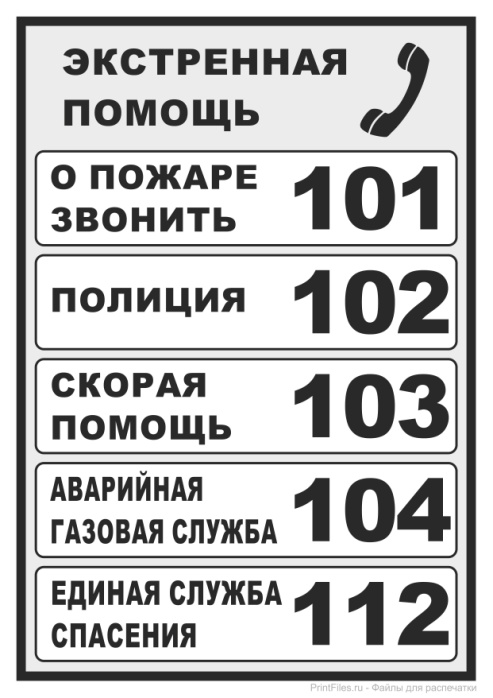 ЭКСТРЕННАЯ
ПОМОЩЬ
О ПОЖАРЕ
ЗВОНИТЬ
101
ПОЛИЦИЯ
102
СКОРАЯ
ПОМОЩЬ
103
АВАРИЙНАЯ
ГАЗОВАЯ СЛУЖБА
104
ЕДИНАЯ СЛУЖБА
СПАСЕНИЯ
112
PrintFiles.ru - Файлы для распечатки